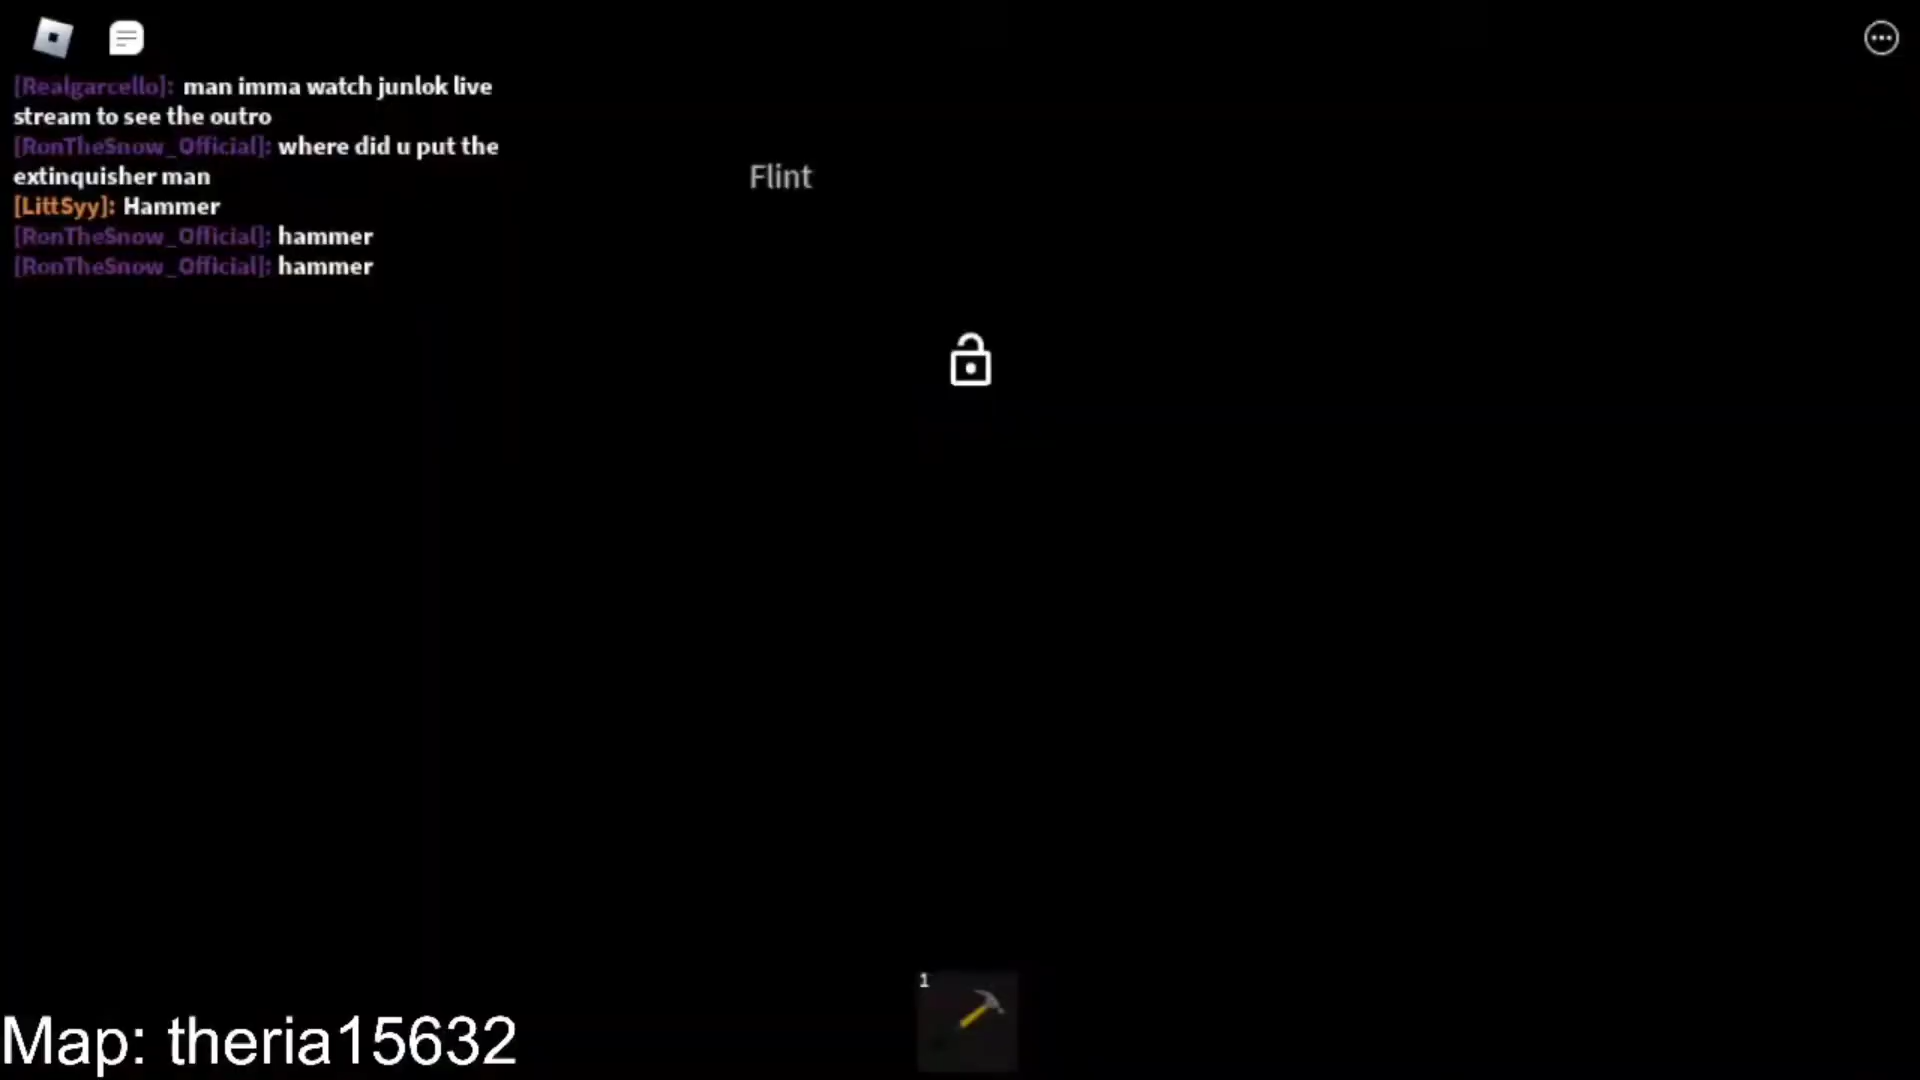 [Realgarcello]: man imma watch junlok live
stream to see the outro
[RonTheSnow_Official]: where did u put the
extinquisher man
[LittSyy]: Hammer
[RonTheSnow_Official]: hammer
[RonTheSnow_Official]: hammer
Flint
1
Map: theria15632